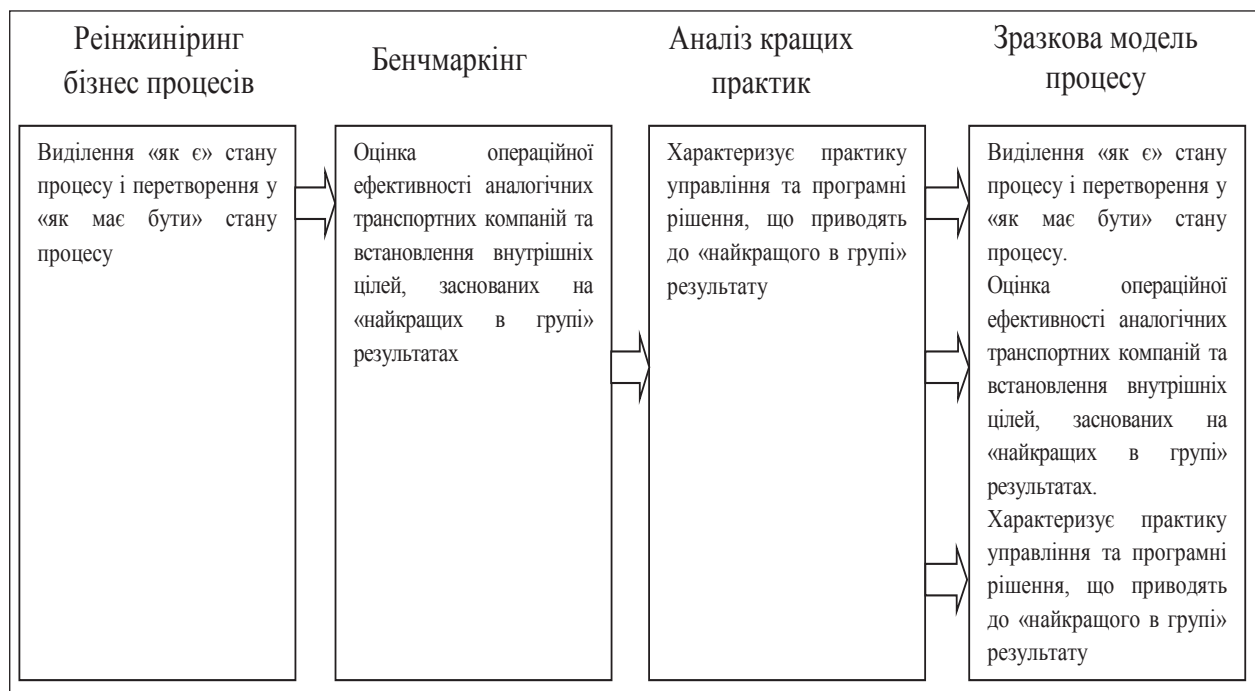 Реінжиніринг
бізнес процесів
Виділення «як є» стану
процесу і перетворення у
«як має бути» стану
процесу
Бенчмаркінг
Оцінка операційної
ефективності аналогічних
транспортних компаній та
встановлення внутрішніх
цілей, заснованих на
«найкращих в групі»
результатах
Аналіз кращих
практик
Характеризує практику
управління та програмні
рішення, що приводять
до «найкращого в групі»
результату
Зразкова модель
процесу
Виділення «як є» стану
процесу і перетворення у
«як має бути» стану
процесу.
Оцінка операційної
ефективності аналогічних
транспортних компаній та
встановлення внутрішніх
цілей, заснованих на
«найкращих в групі»
результатах.
Характеризує практику
управління та програмні
рішення, що приводять
до «найкращого в групі»
результату